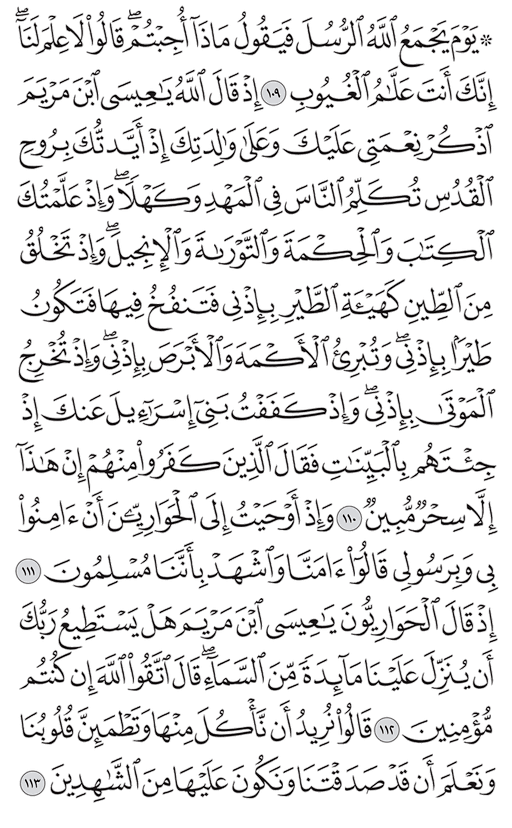 ۞ يَوۡمَ يَجۡمَعُ ٱللَّهُ ٱلرُّسُلَ فَيَقُولُ مَاذَآ أُجِبۡتُمۡۖ قَالُواْ لَا عِلۡمَ لَنَآۖ
إِنَّكَ أَنتَ عَلَّٰمُ ٱلۡغُيُوبِ ١٠٩ إِذۡ قَالَ ٱللَّهُ يَٰعِيسَى ٱبۡنَ مَرۡيَمَ
ٱذۡكُرۡ نِعۡمَتِي عَلَيۡكَ وَعَلَىٰ وَٰلِدَتِكَ إِذۡ أَيَّدتُّكَ بِرُوحِ
ٱلۡقُدُسِ تُكَلِّمُ ٱلنَّاسَ فِي ٱلۡمَهۡدِ وَكَهۡلٗاۖ وَإِذۡ عَلَّمۡتُكَ
ٱلۡكِتَٰبَ وَٱلۡحِكۡمَةَ وَٱلتَّوۡرَىٰةَ وَٱلۡإِنجِيلَۖ وَإِذۡ تَخۡلُقُ
مِنَ ٱلطِّينِ كَهَيۡـَٔةِ ٱلطَّيۡرِ بِإِذۡنِي فَتَنفُخُ فِيهَا فَتَكُونُ
طَيۡرَۢا بِإِذۡنِيۖ وَتُبۡرِئُ ٱلۡأَكۡمَهَ وَٱلۡأَبۡرَصَ بِإِذۡنِيۖ وَإِذۡ تُخۡرِجُ
ٱلۡمَوۡتَىٰ بِإِذۡنِيۖ وَإِذۡ كَفَفۡتُ بَنِيٓ إِسۡرَٰٓءِيلَ عَنكَ إِذۡ
جِئۡتَهُم بِٱلۡبَيِّنَٰتِ فَقَالَ ٱلَّذِينَ كَفَرُواْ مِنۡهُمۡ إِنۡ هَٰذَآ
إِلَّا سِحۡرٞ مُّبِينٞ ١١٠ وَإِذۡ أَوۡحَيۡتُ إِلَى ٱلۡحَوَارِيِّـۧنَ أَنۡ ءَامِنُواْ
بِي وَبِرَسُولِي قَالُوٓاْ ءَامَنَّا وَٱشۡهَدۡ بِأَنَّنَا مُسۡلِمُونَ ١١١
إِذۡ قَالَ ٱلۡحَوَارِيُّونَ يَٰعِيسَى ٱبۡنَ مَرۡيَمَ هَلۡ يَسۡتَطِيعُ رَبُّكَ
أَن يُنَزِّلَ عَلَيۡنَا مَآئِدَةٗ مِّنَ ٱلسَّمَآءِۖ قَالَ ٱتَّقُواْ ٱللَّهَ إِن كُنتُم
مُّؤۡمِنِينَ ١١٢ قَالُواْ نُرِيدُ أَن نَّأۡكُلَ مِنۡهَا وَتَطۡمَئِنَّ قُلُوبُنَا
وَنَعۡلَمَ أَن قَدۡ صَدَقۡتَنَا وَنَكُونَ عَلَيۡهَا مِنَ ٱلشَّٰهِدِينَ ١١٣